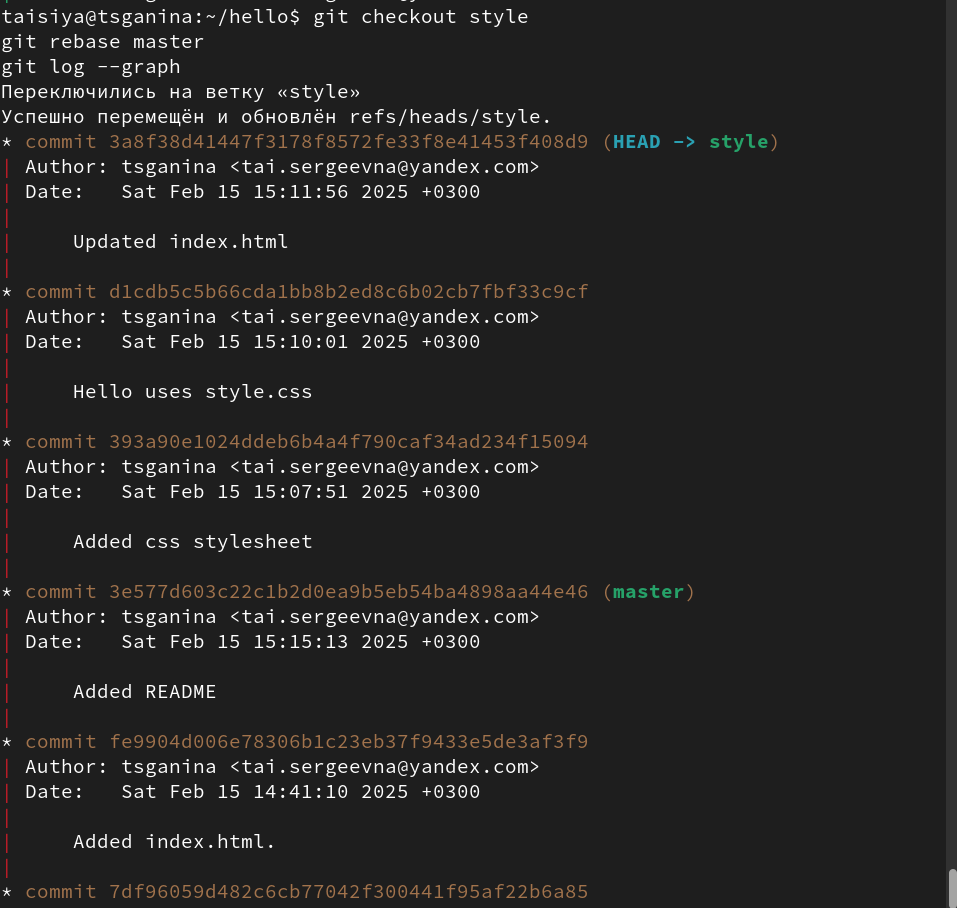 taisiya@tsganina:~/hello$ git checkout style
git rebase master
git log --graph
Переключились на ветку «style»
Успешно перемещён и обновлён refs/heads/style.
* commit 3a8f38d41447f3178f8572fe33f8e41453f408d9 (HEAD -> style)
| Author: tsganina <tai.sergeevna@yandex.com>
| Date:   Sat Feb 15 15:11:56 2025 +0300
|
|     Updated index.html
|
* commit d1cdb5c5b66cda1bb8b2ed8c6b02cb7fbf33c9cf
| Author: tsganina <tai.sergeevna@yandex.com>
| Date:   Sat Feb 15 15:10:01 2025 +0300
|
|     Hello uses style.css
|
* commit 393a90e1024ddeb6b4a4f790caf34ad234f15094
| Author: tsganina <tai.sergeevna@yandex.com>
| Date:   Sat Feb 15 15:07:51 2025 +0300
|
|     Added css stylesheet
|
* commit 3e577d603c22c1b2d0ea9b5eb54ba4898aa44e46 (master)
| Author: tsganina <tai.sergeevna@yandex.com>
| Date:   Sat Feb 15 15:15:13 2025 +0300
|
|     Added README
|
* commit fe9904d006e78306b1c23eb37f9433e5de3af3f9
| Author: tsganina <tai.sergeevna@yandex.com>
| Date:   Sat Feb 15 14:41:10 2025 +0300
|
|     Added index.html.
|
* commit 7df96059d482c6cb77042f300441f95af22b6a85